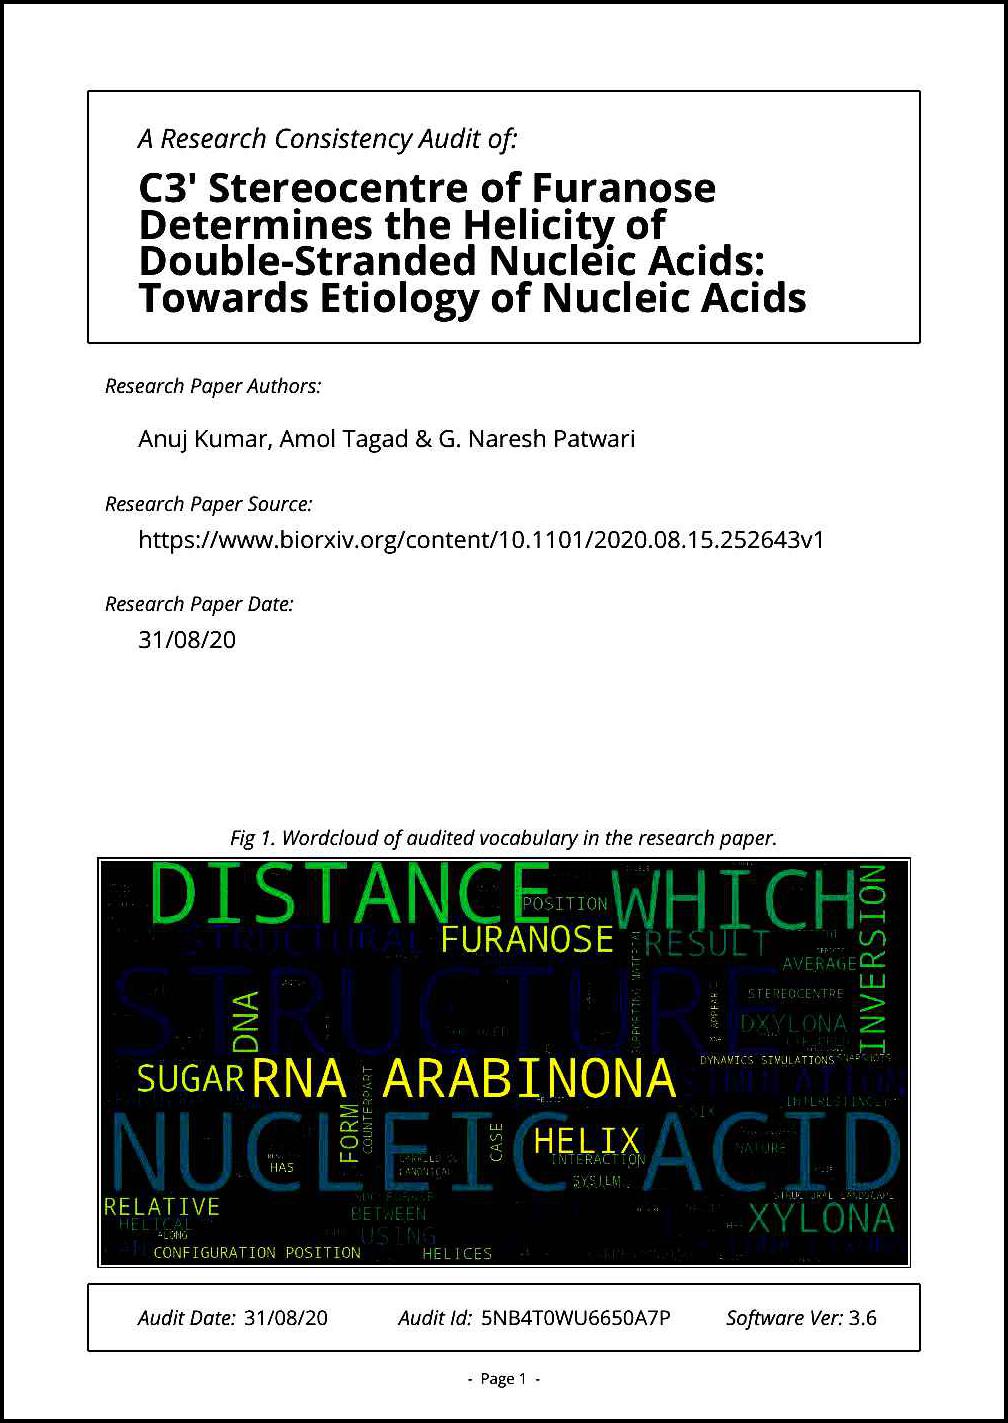 A Research Consistency Audit of:
C3' Stereocentre of Furanose
Determines the Helicity of
Double-Stranded Nucleic Acids:
Towards Etiology of Nucleic Acids
Research Paper Authors:
Anuj Kumar, Amol Tagad & G. Naresh Patwari
Research Paper Source:
https://www.biorxiv.org/content/10.1101/2020.08.15.252643v1
Research Paper Date:
31/08/20
Fig 1. Wordcloud of audited vocabulary in the research paper.
DISTANCE
POSITION
WHICH
INVERSION
STRUCTURAL
FURANOSE
RESULT
AVERAGE
STRUCTURE
STEREOCENTRE
DNA
DXYLONA
DYNAMICS SIMULATIONS
SNAPSHOTS
SUGAR
RNA ARABINONA
COUNTERPART
INTERESTINGLY
SIX
NUCLEIC ACID
FORM
CASE
HELIX
INTERACTION
NATURE
HAS
CANONICAL
SYSTEM
STRUCTURAL LANDSCAPE
RELATIVE
HELICAL
ALONG
BETWEEN
USING
XYLONA
CONFIGURATION POSITION
HELICES
Audit Date: 31/08/20
Audit Id: 5NB4T0WU6650A7P
Software Ver: 3.6
- Page 1 -